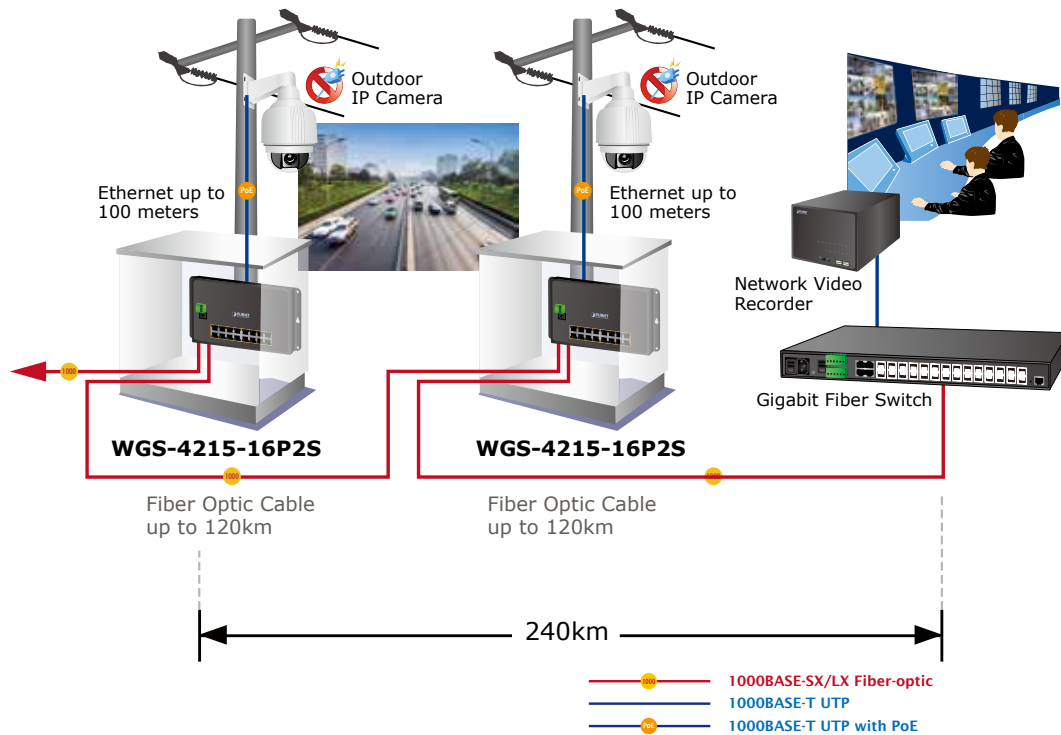 Outdoor
IP Camera
Outdoor
IP Camera
Ethernet up to
100 meters
PoE
Ethernet up to
100 meters
PoE
PLANET
PLANET
Network Video
Recorder
Gigabit Fiber Switch
1000
WGS-4215-16P2S
WGS-4215-16P2S
1000
1000
Fiber Optic Cable
up to 120km
Fiber Optic Cable
up to 120km
240km
1000
1000BASE-SX/LX Fiber-optic
1000BASE-T UTP
PoE
1000BASE-T UTP with PoE